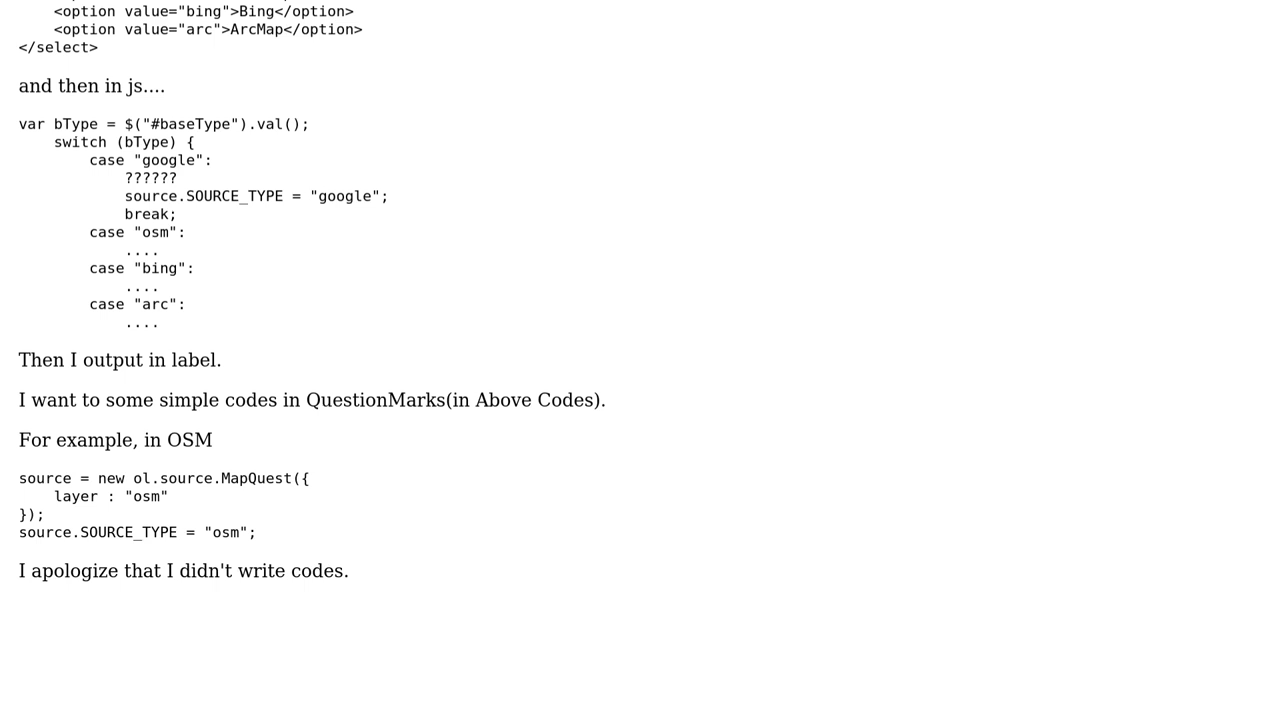 <option value="bing">Bing</option>
    <option value="arc">ArcMap</option>
</select>
and then in js....
var bType = $("#baseType").val();
    switch (bType) {
        case "google":
            ??????
            source.SOURCE_TYPE = "google";
            break;
        case "osm":
            ....
        case "bing":
            ....
        case "arc":
            ....
Then I output in label.
I want to some simple codes in QuestionMarks(in Above Codes).
For example, in OSM
source = new ol.source.MapQuest({
    layer : "osm"
});
source.SOURCE_TYPE = "osm";
I apologize that I didn't write codes.